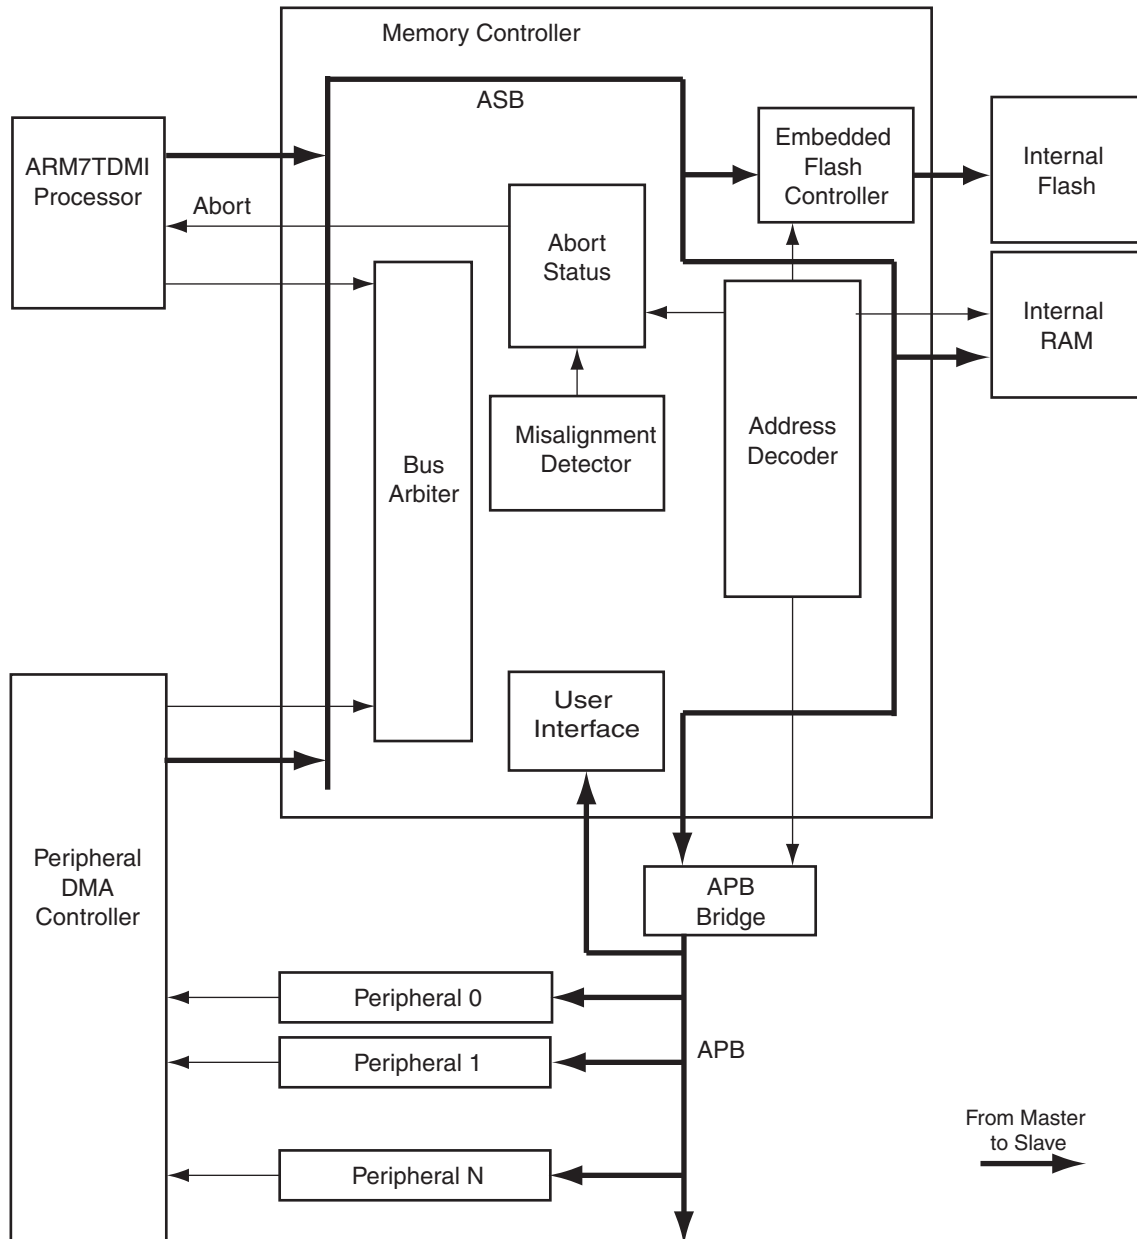 Memory Controller
ASB
ARM7TDMI
Processor
Abort
Embedded
Flash
Controller
Internal
Flash
Abort
Status
Internal
RAM
Misalignment
Detector
Address
Decoder
Bus
Arbiter
User
Interface
Peripheral
DMA
Controller
APB
Bridge
Peripheral 0
APB
Peripheral 1
Peripheral N
From Master
to Slave